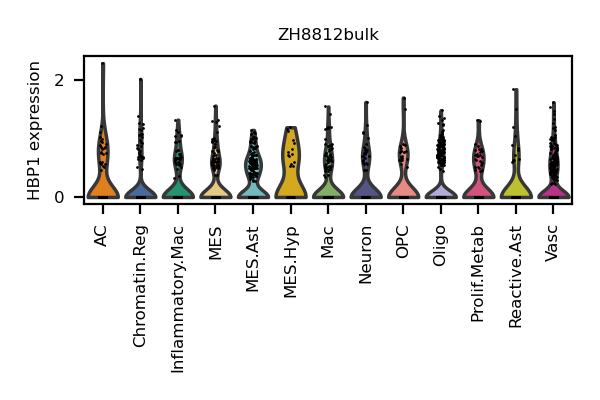 ZH8812bulk
HBP1 expression
2
0
AC
Chromatin.Reg
Inflammatory.Mac
MES
MES.Ast
MES.Hyp
Mac
Neuron
OPC
Oligo
Prolif.Metab
Reactive.Ast
Vasc